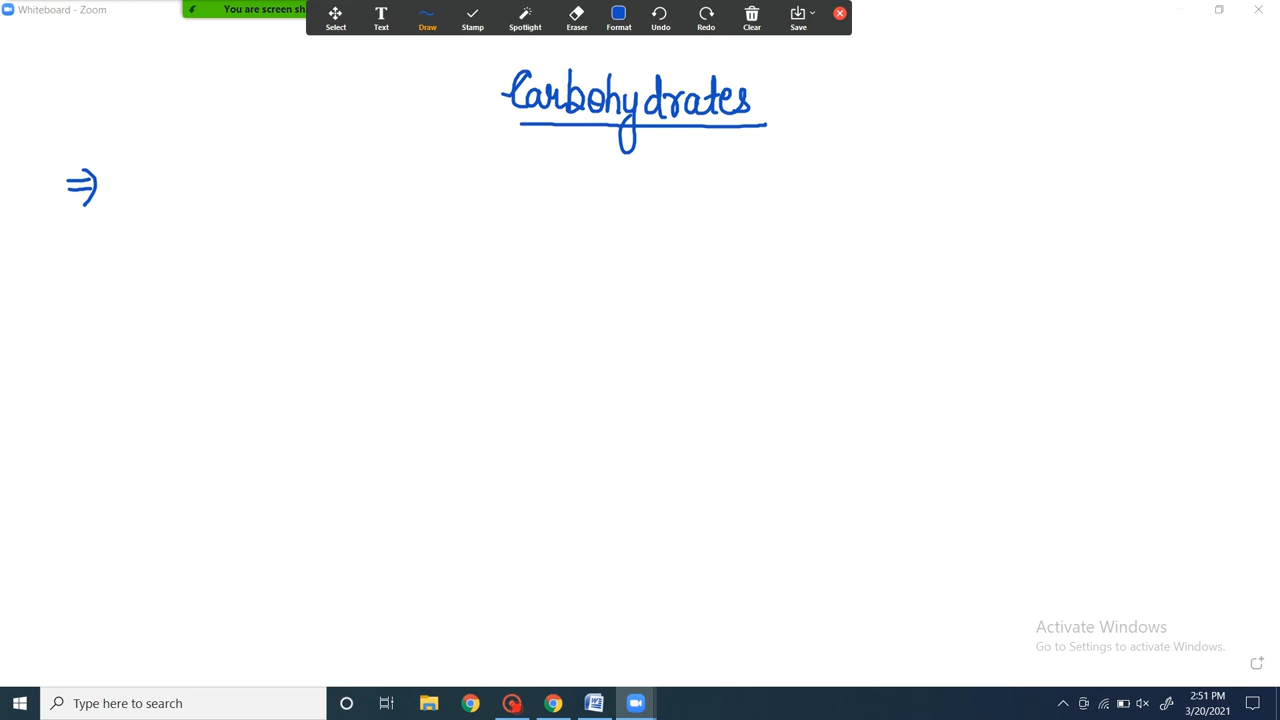 Whiteboard - Zoom
You are screen sh
Select Text Draw Stamp Spotlight Eraser Format Undo Redo Clear Save
Carbohydrates
⇒
Activate Windows
Go to Settings to activate Windows.
Type here to search
2:51 PM
3/20/2021